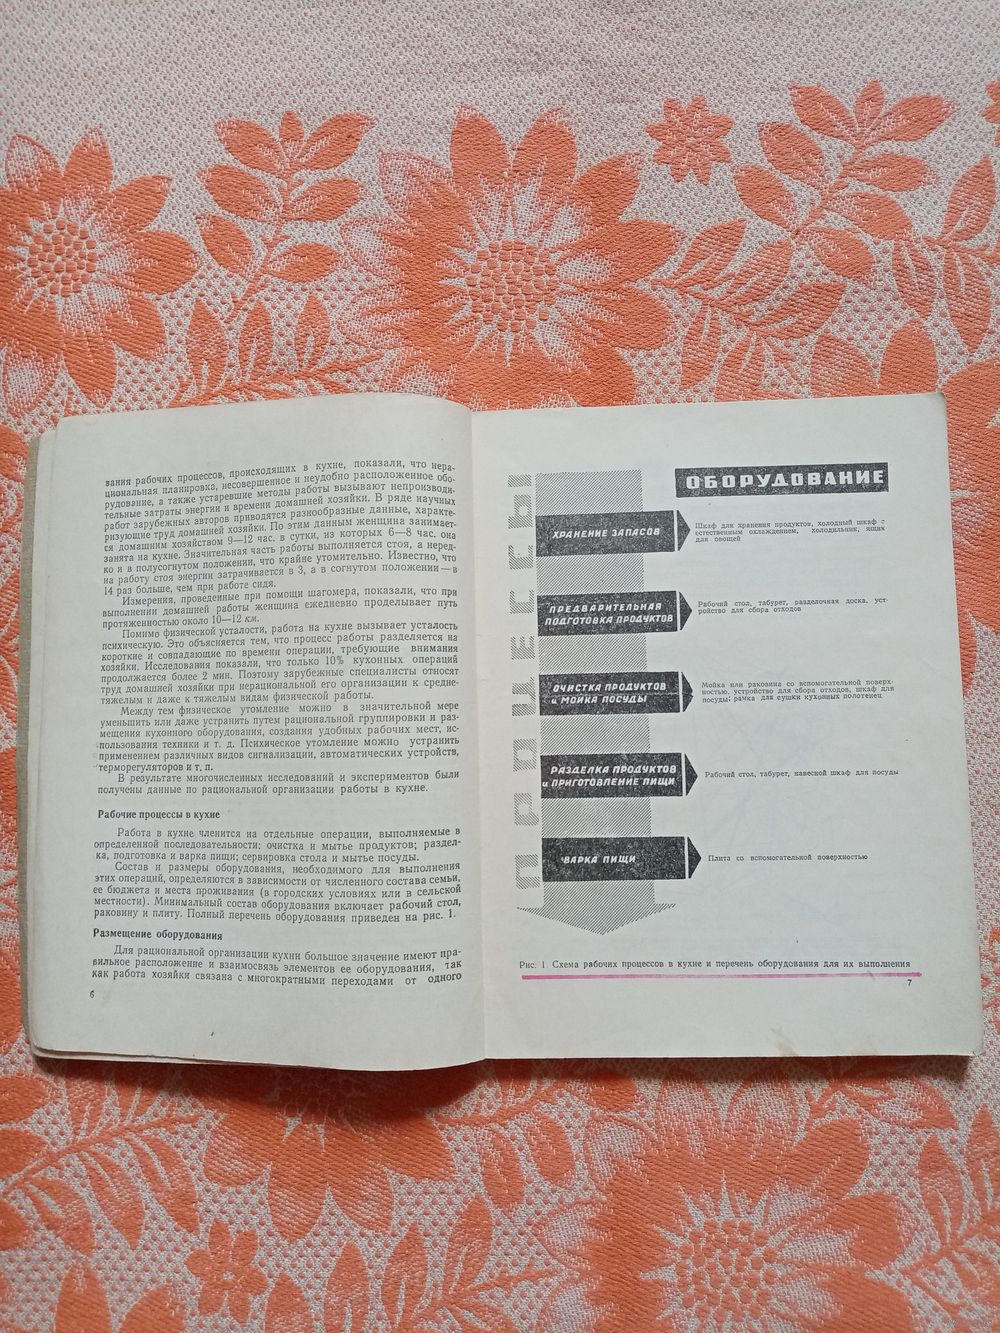 вания рабочих процессов, происходящих в кухне, показали, что нера-
циональная планировка, несовершенное и неудобно расположенное обо-
рудование, а также устаревшие методы работы вызывают непроизводи-
тельные затраты энергии и времени домашней хозяйки. В ряде научных
работ зарубежных авторов приводятся разнообразные данные, характе-
ризующие труд домашней хозяйки. По этим данным женщина занимает-
ся домашним хозяйством 9—12 час. в сутки, из которых 6—8 час. она
занята на кухне. Значительная часть работы выполняется стоя, а неред-
ко и в полусогнутом положении, что крайне утомительно. Известно, что
на работу стоя энергии затрачивается в 3, а в согнутом положении — в
14 раз больше, чем при работе сидя.
Измерения, проведенные при помощи шагомера, показали, что при
выполнении домашней работы женщина ежедневно проделывает путь
протяженностью около 10—12 км.
Помимо физической усталости, работа на кухне вызывает усталость
психическую. Это объясняется тем, что процесс работы разделяется на
короткие и совпадающие по времени операции, требующие внимания
хозяйки. Исследования показали, что только 10% кухонных операций
продолжается более 2 мин. Поэтому зарубежные специалисты относят
труд домашней хозяйки при нерациональной его организации к средне-
тяжелым и даже к тяжелым видам физической работы.
Между тем физическое утомление можно в значительной мере
уменьшить или даже устранить путем рациональной группировки и раз-
мещения кухонного оборудования, создания удобных рабочих мест, ис-
пользования техники и т. д. Психическое утомление можно устранить
применением различных видов сигнализации, автоматических устройств,
терморегуляторов и т. п.
В результате многочисленных исследований и экспериментов были
получены данные по рациональной организации работы в кухне.
Рабочие процессы в кухне
Работа в кухне членится на отдельные операции, выполняемые в
определенной последовательности: очистка и мытье продуктов; раздел-
ка, подготовка и варка пищи; сервировка стола и мытье посуды.
Состав и размеры оборудования, необходимого для выполнения
этих операций, определяются в зависимости от численного состава семьи,
ее бюджета и места проживания (в городских условиях или в сельской
местности). Минимальный состав оборудования включает рабочий стол,
раковину и плиту. Полный перечень оборудования приведен на рис. 1.
Размещение оборудования
Для рациональной организации кухни большое значение имеют пра-
вильное расположение и взаимосвязь элементов ее оборудования, так
как работа хозяйки связана с многократными переходами от одного
6
ПРОЦЕССЫ
ОБОРУДОВАНИЕ
ХРАНЕНИЕ ЗАПАСОВ
Шкаф для хранения продуктов, холодный шкаф с
естественным охлаждением, холодильник, ящик
для овощей
ПРЕДВАРИТЕЛЬНАЯ
ПОДГОТОВКА ПРОДУКТОВ
Рабочий стол, табурет, разделочная доска, уст-
ройство для сбора отходов
ОЧИСТКА ПРОДУКТОВ
и МОЙКА ПОСУДЫ
Мойка или раковина со вспомогательной поверх-
ностью, устройство для сбора отходов, шкаф для
посуды; рамка для сушки кухонных полотенец
РАЗДЕЛКА ПРОДУКТОВ
и ПРИГОТОВЛЕНИЕ ПИЩИ
Рабочий стол, табурет, навесной шкаф для посуды
ВАРКА ПИЩИ
Плита со вспомогательной поверхностью
Рис. 1. Схема рабочих процессов в кухне и перечень оборудования для их выполнения
7